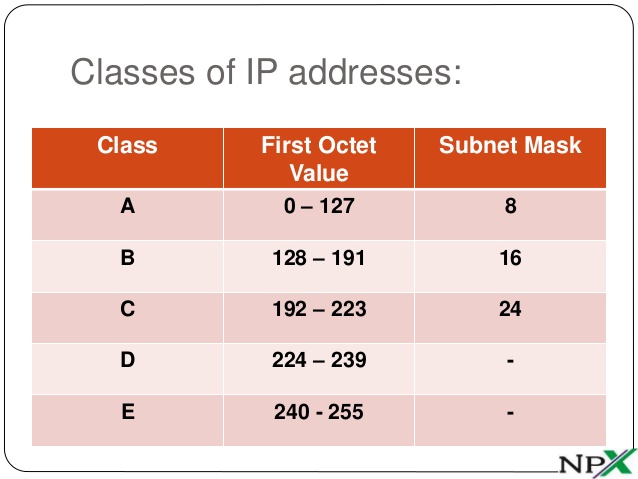 Classes of IP addresses:
Class First Octet Value Subnet Mask
A 0 – 127 8
B 128 – 191 16
C 192 – 223 24
D 224 – 239 -
E 240 - 255 -
NPX